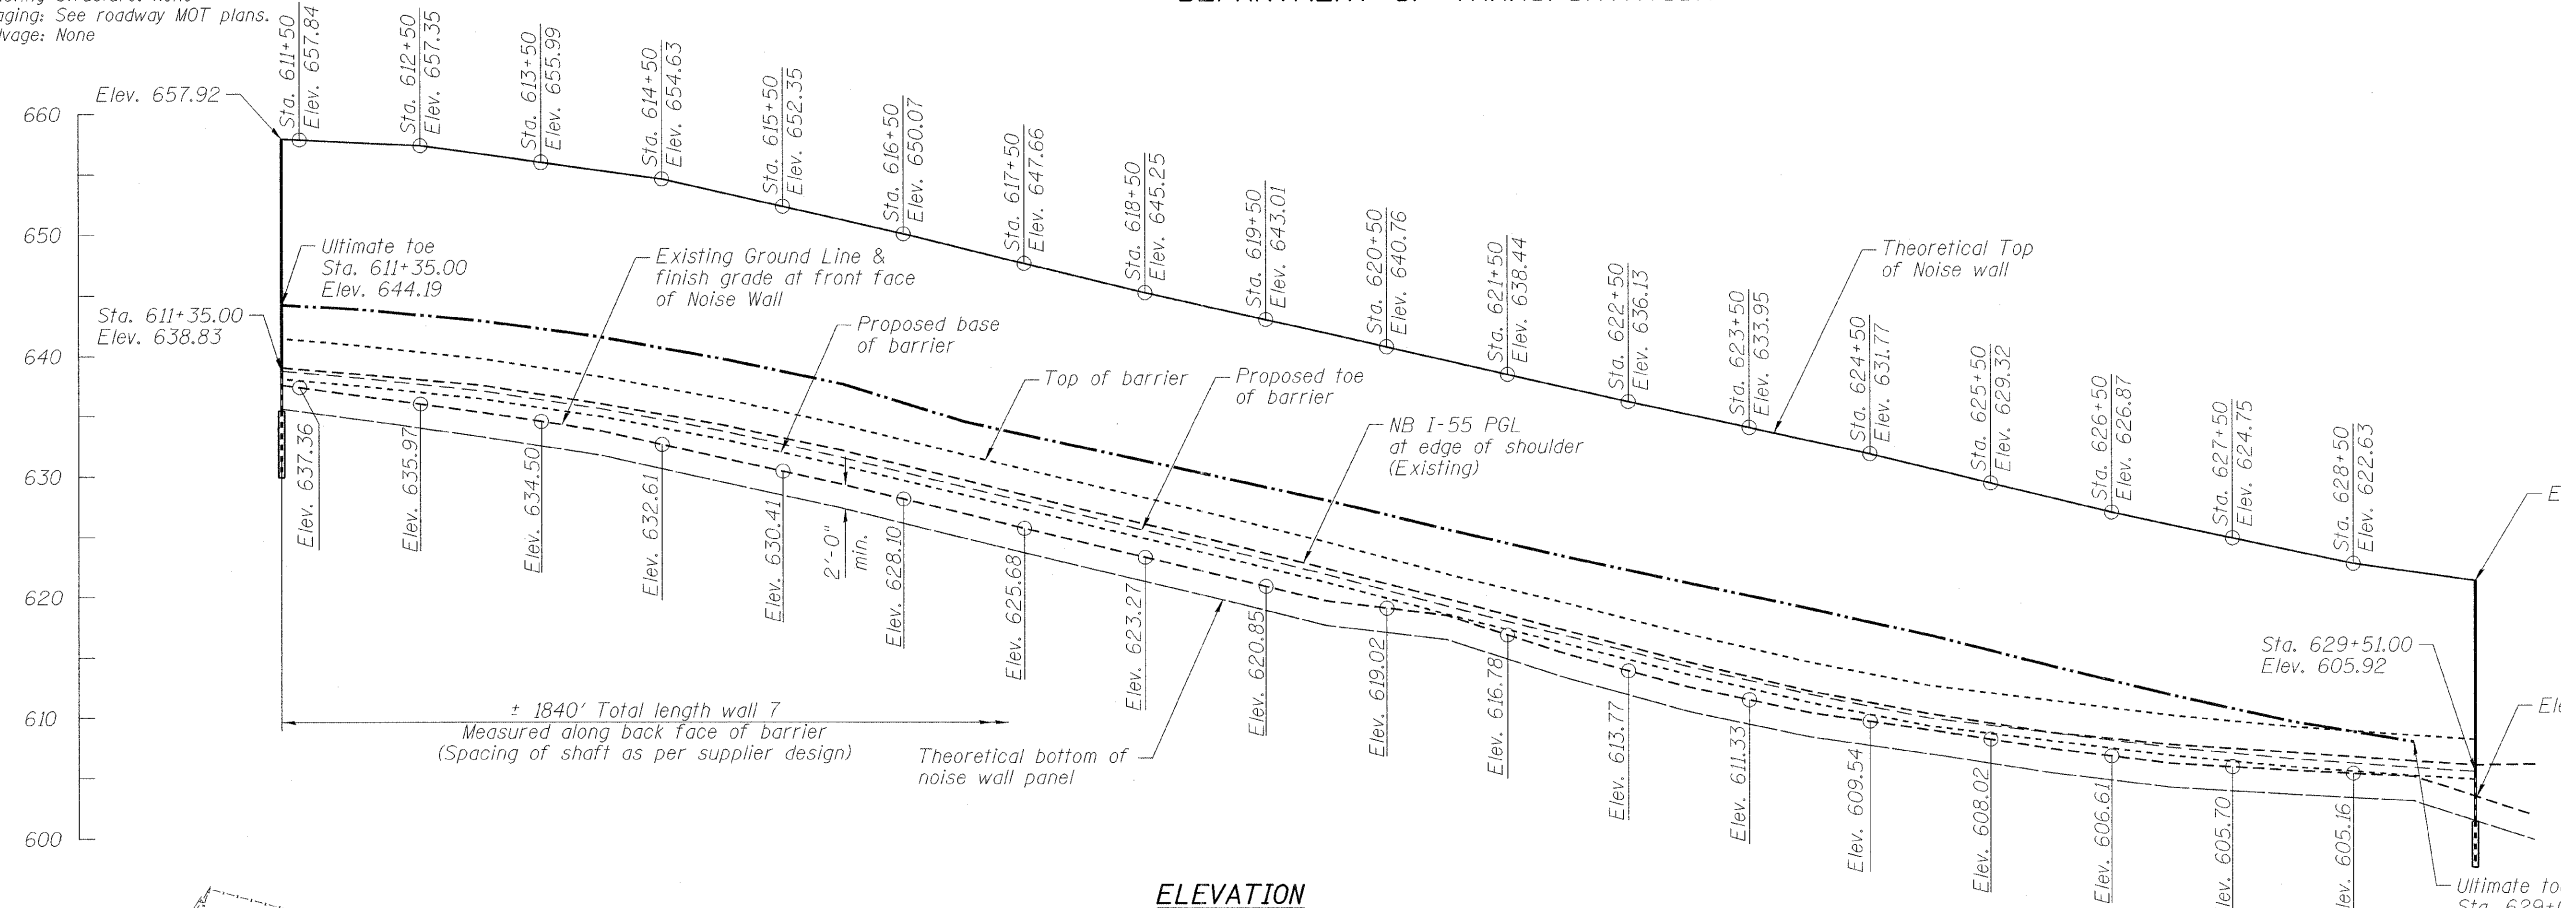 aging: See roadway MOT plans.
lvage: None
Sta. 611+50
Elev. 657.84
Sta. 612+50
Elev. 657.35
Sta. 613+50
Elev. 655.99
Sta. 614+50
Elev. 654.63
Sta. 615+50
Elev. 652.35
Sta. 616+50
Elev. 650.07
Sta. 617+50
Elev. 647.66
Sta. 618+50
Elev. 645.25
Sta. 619+50
Elev. 643.01
Sta. 620+50
Elev. 640.76
Sta. 621+50
Elev. 638.44
Sta. 622+50
Elev. 636.13
Sta. 623+50
Elev. 633.95
Sta. 624+50
Elev. 631.77
Sta. 625+50
Elev. 629.32
Sta. 626+50
Elev. 626.87
Sta. 627+50
Elev. 624.75
Sta. 628+50
Elev. 622.63
Elev. 657.92
660
650
640
630
620
610
600
Ultimate toe
Sta. 611+35.00
Elev. 644.19
Sta. 611+35.00
Elev. 638.83
Existing Ground Line &
finish grade at front face
of Noise Wall
Proposed base
of barrier
Top of barrier
Proposed toe
of barrier
NB I-55 PGL
at edge of shoulder
(Existing)
Theoretical Top
of Noise wall
2'-0"
min.
Elev. 637.36
Elev. 635.97
Elev. 634.50
Elev. 632.61
Elev. 630.41
Elev. 628.10
Elev. 625.68
Elev. 623.27
Elev. 620.85
Elev. 619.02
Elev. 616.78
Elev. 613.77
Elev. 611.33
Elev. 609.54
Elev. 608.02
Elev. 606.61
lev. 605.70
lev. 605.16
Sta. 629+51.00
Elev. 605.92
E
Ele
± 1840' Total length wall 7
Measured along back face of barrier
(Spacing of shaft as per supplier design)
Theoretical bottom of
noise wall panel
Ultimate to
ELEVATION